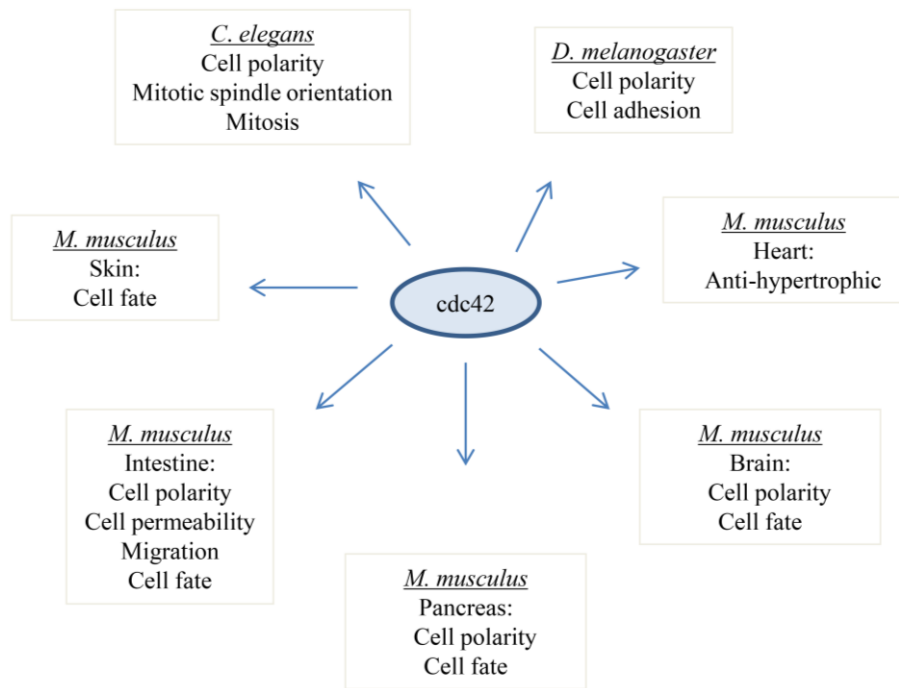 C. elegans
Cell polarity
Mitotic spindle orientation
Mitosis
D. melanogaster
Cell polarity
Cell adhesion
M. musculus
Skin:
Cell fate
cdc42
M. musculus
Heart:
Anti-hypertrophic
M. musculus
Intestine:
Cell polarity
Cell permeability
Migration
Cell fate
M. musculus
Pancreas:
Cell polarity
Cell fate
M. musculus
Brain:
Cell polarity
Cell fate